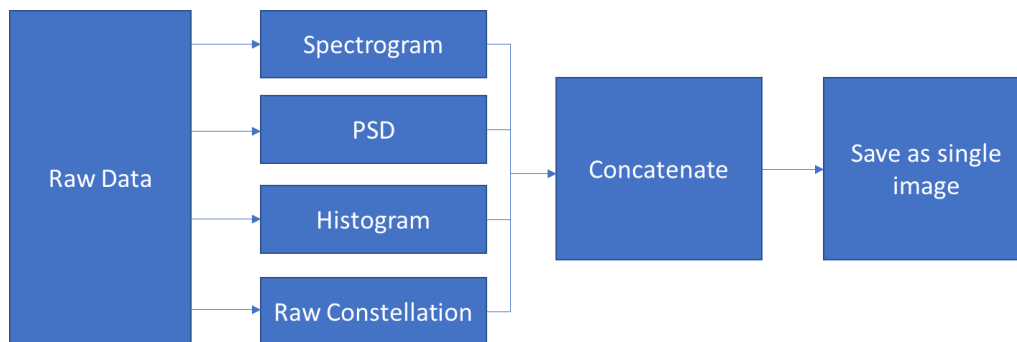 Raw Data
Spectrogram
PSD
Histogram
Raw Constellation
Concatenate
Save as single
image